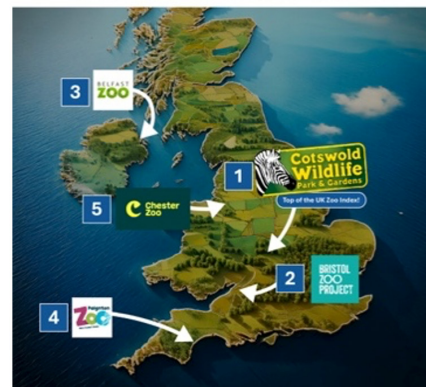 3
BELFAST
ZOO
1
Cotswold
Wildlife
Park & Gardens
Top of the UK Zoo Index!
5
Chester
Zoo
2
BRISTOL
ZOO
PROJECT
4
Paignton
Zoo